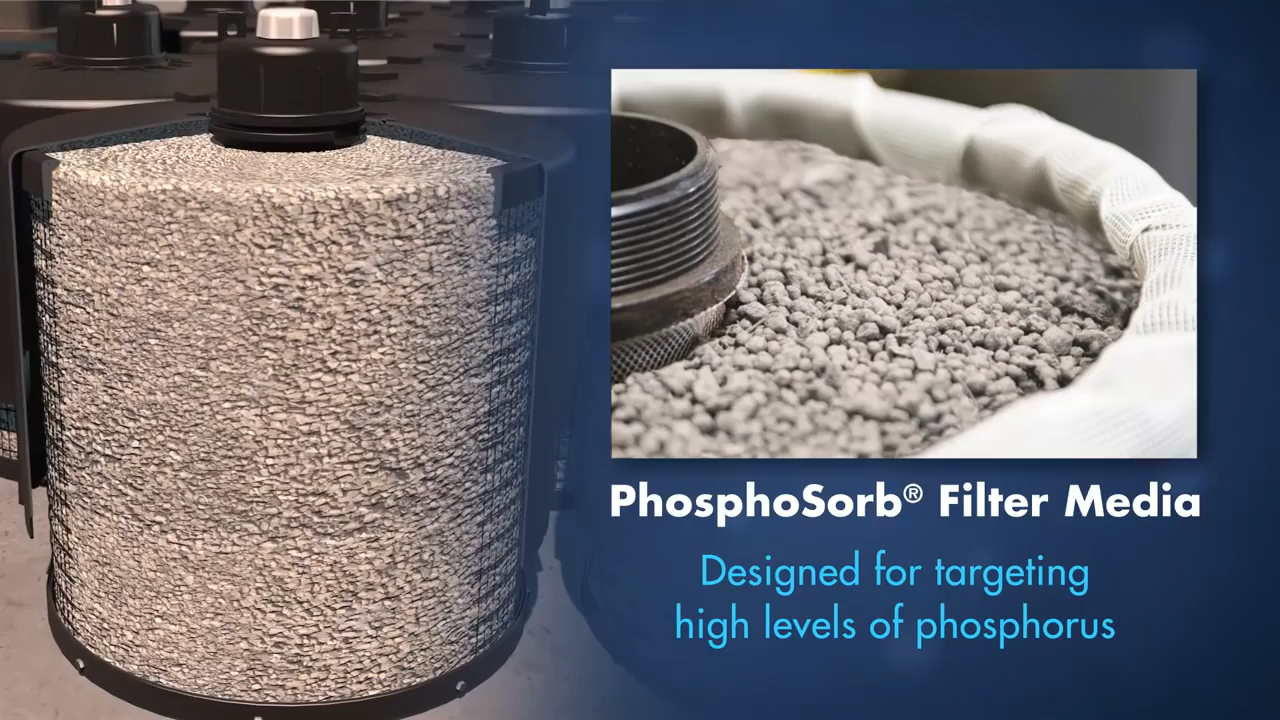 PhosphoSorb® Filter Media
Designed for targeting
high levels of phosphorus